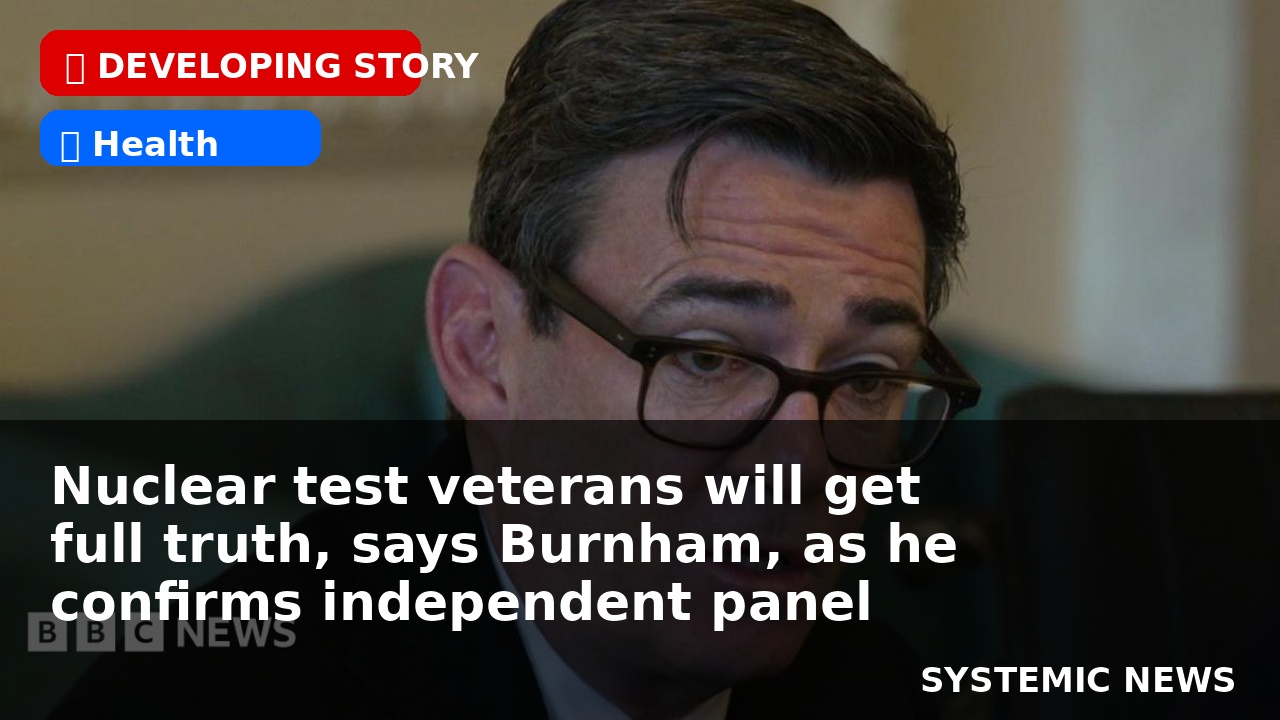 DEVELOPING STORY
Health
Nuclear test veterans will get
full truth, says Burnham, as he
confirms independent panel
BBC NEWS
SYSTEMIC NEWS